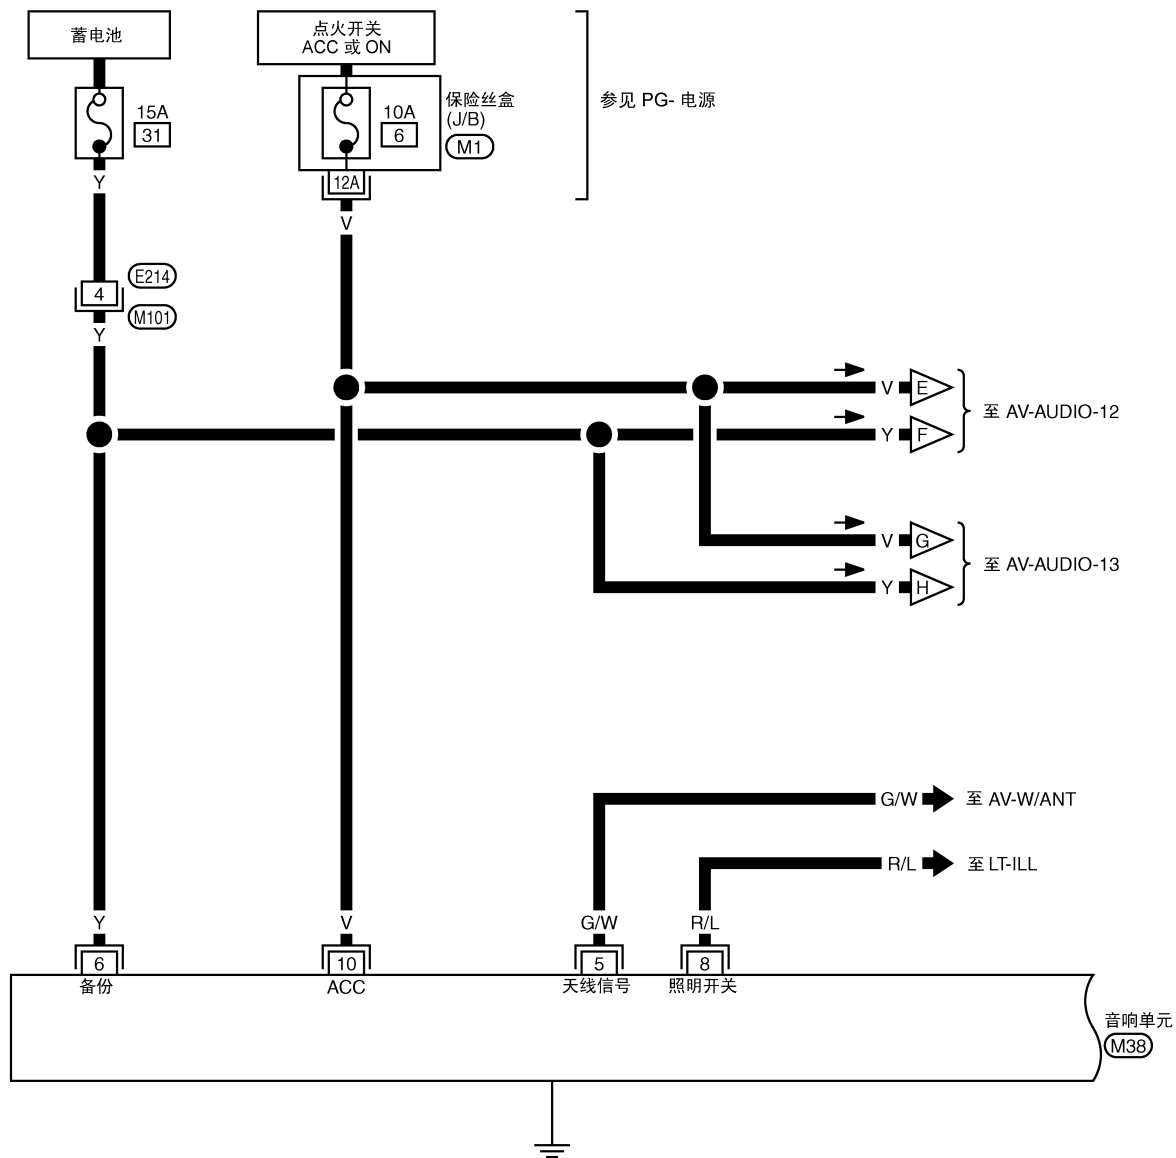 蓄电池
点火开关
ACC 或 ON
15A
31
10A
6
保险丝盒
(J/B)
M1
参见 PG- 电源
12A
Y
V
E214
4
M101
Y
V
E
至 AV-AUDIO-12
Y
F
V
G
至 AV-AUDIO-13
Y
H
G/W
至 AV-W/ANT
R/L
至 LT-ILL
Y
V
G/W
R/L
6
10
5
8
备份
ACC
天线信号
照明开关
音响单元
M38